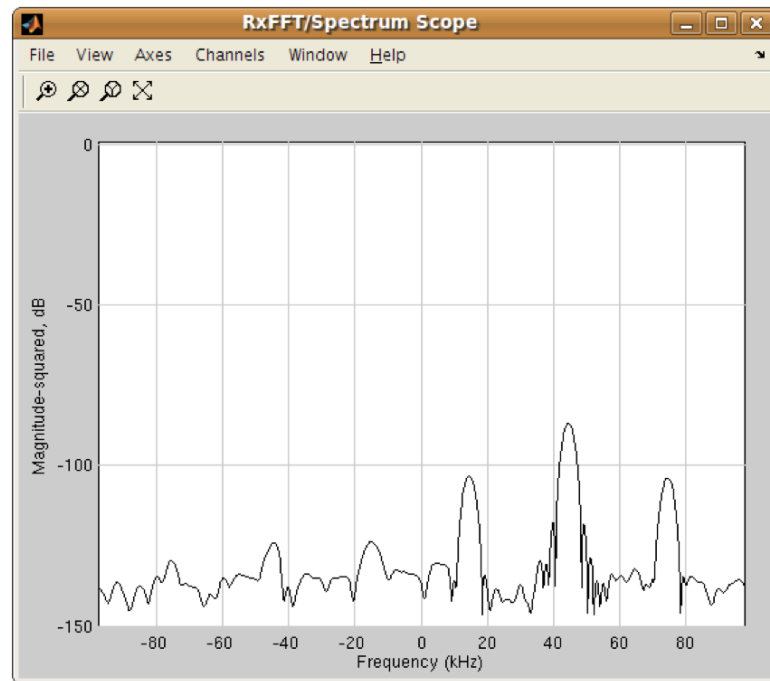 RxFFT/Spectrum Scope
File View Axes Channels Window Help
0
-50
-100
-150
Magnitude-squared, dB
-80 -60 -40 -20 0 20 40 60 80
Frequency (kHz)